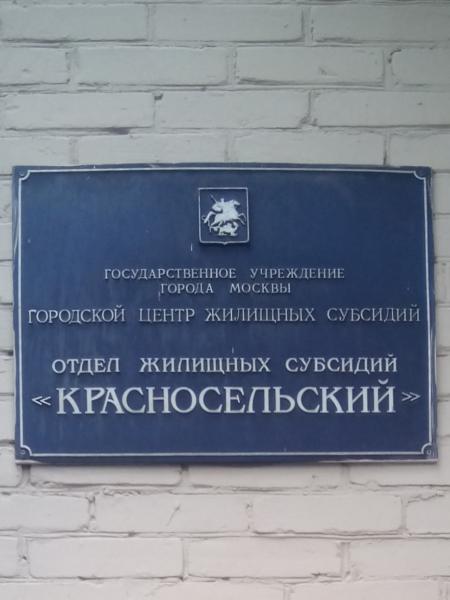 ГОСУДАРСТВЕННОЕ УЧРЕЖДЕНИЕ
ГОРОДА МОСКВЫ
ГОРОДСКОЙ ЦЕНТР ЖИЛИЩНЫХ СУБСИДИЙ
ОТДЕЛ ЖИЛИЩНЫХ СУБСИДИЙ
«КРАСНОСЕЛЬСКИЙ»